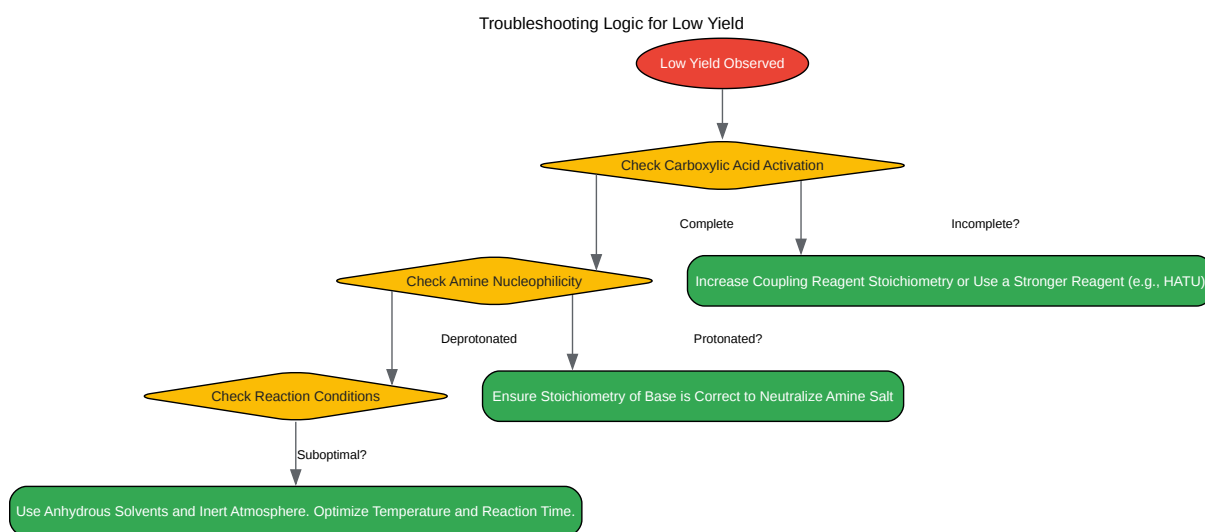 Troubleshooting Logic for Low Yield
Low Yield Observed
Check Carboxylic Acid Activation
Complete
Incomplete?
Check Amine Nucleophilicity
Increase Coupling Reagent Stoichiometry or Use a Stronger Reagent (e.g., HATU)
Deprotonated
Protonated?
Check Reaction Conditions
Ensure Stoichiometry of Base is Correct to Neutralize Amine Salt
Suboptimal?
Use Anhydrous Solvents and Inert Atmosphere. Optimize Temperature and Reaction Time.